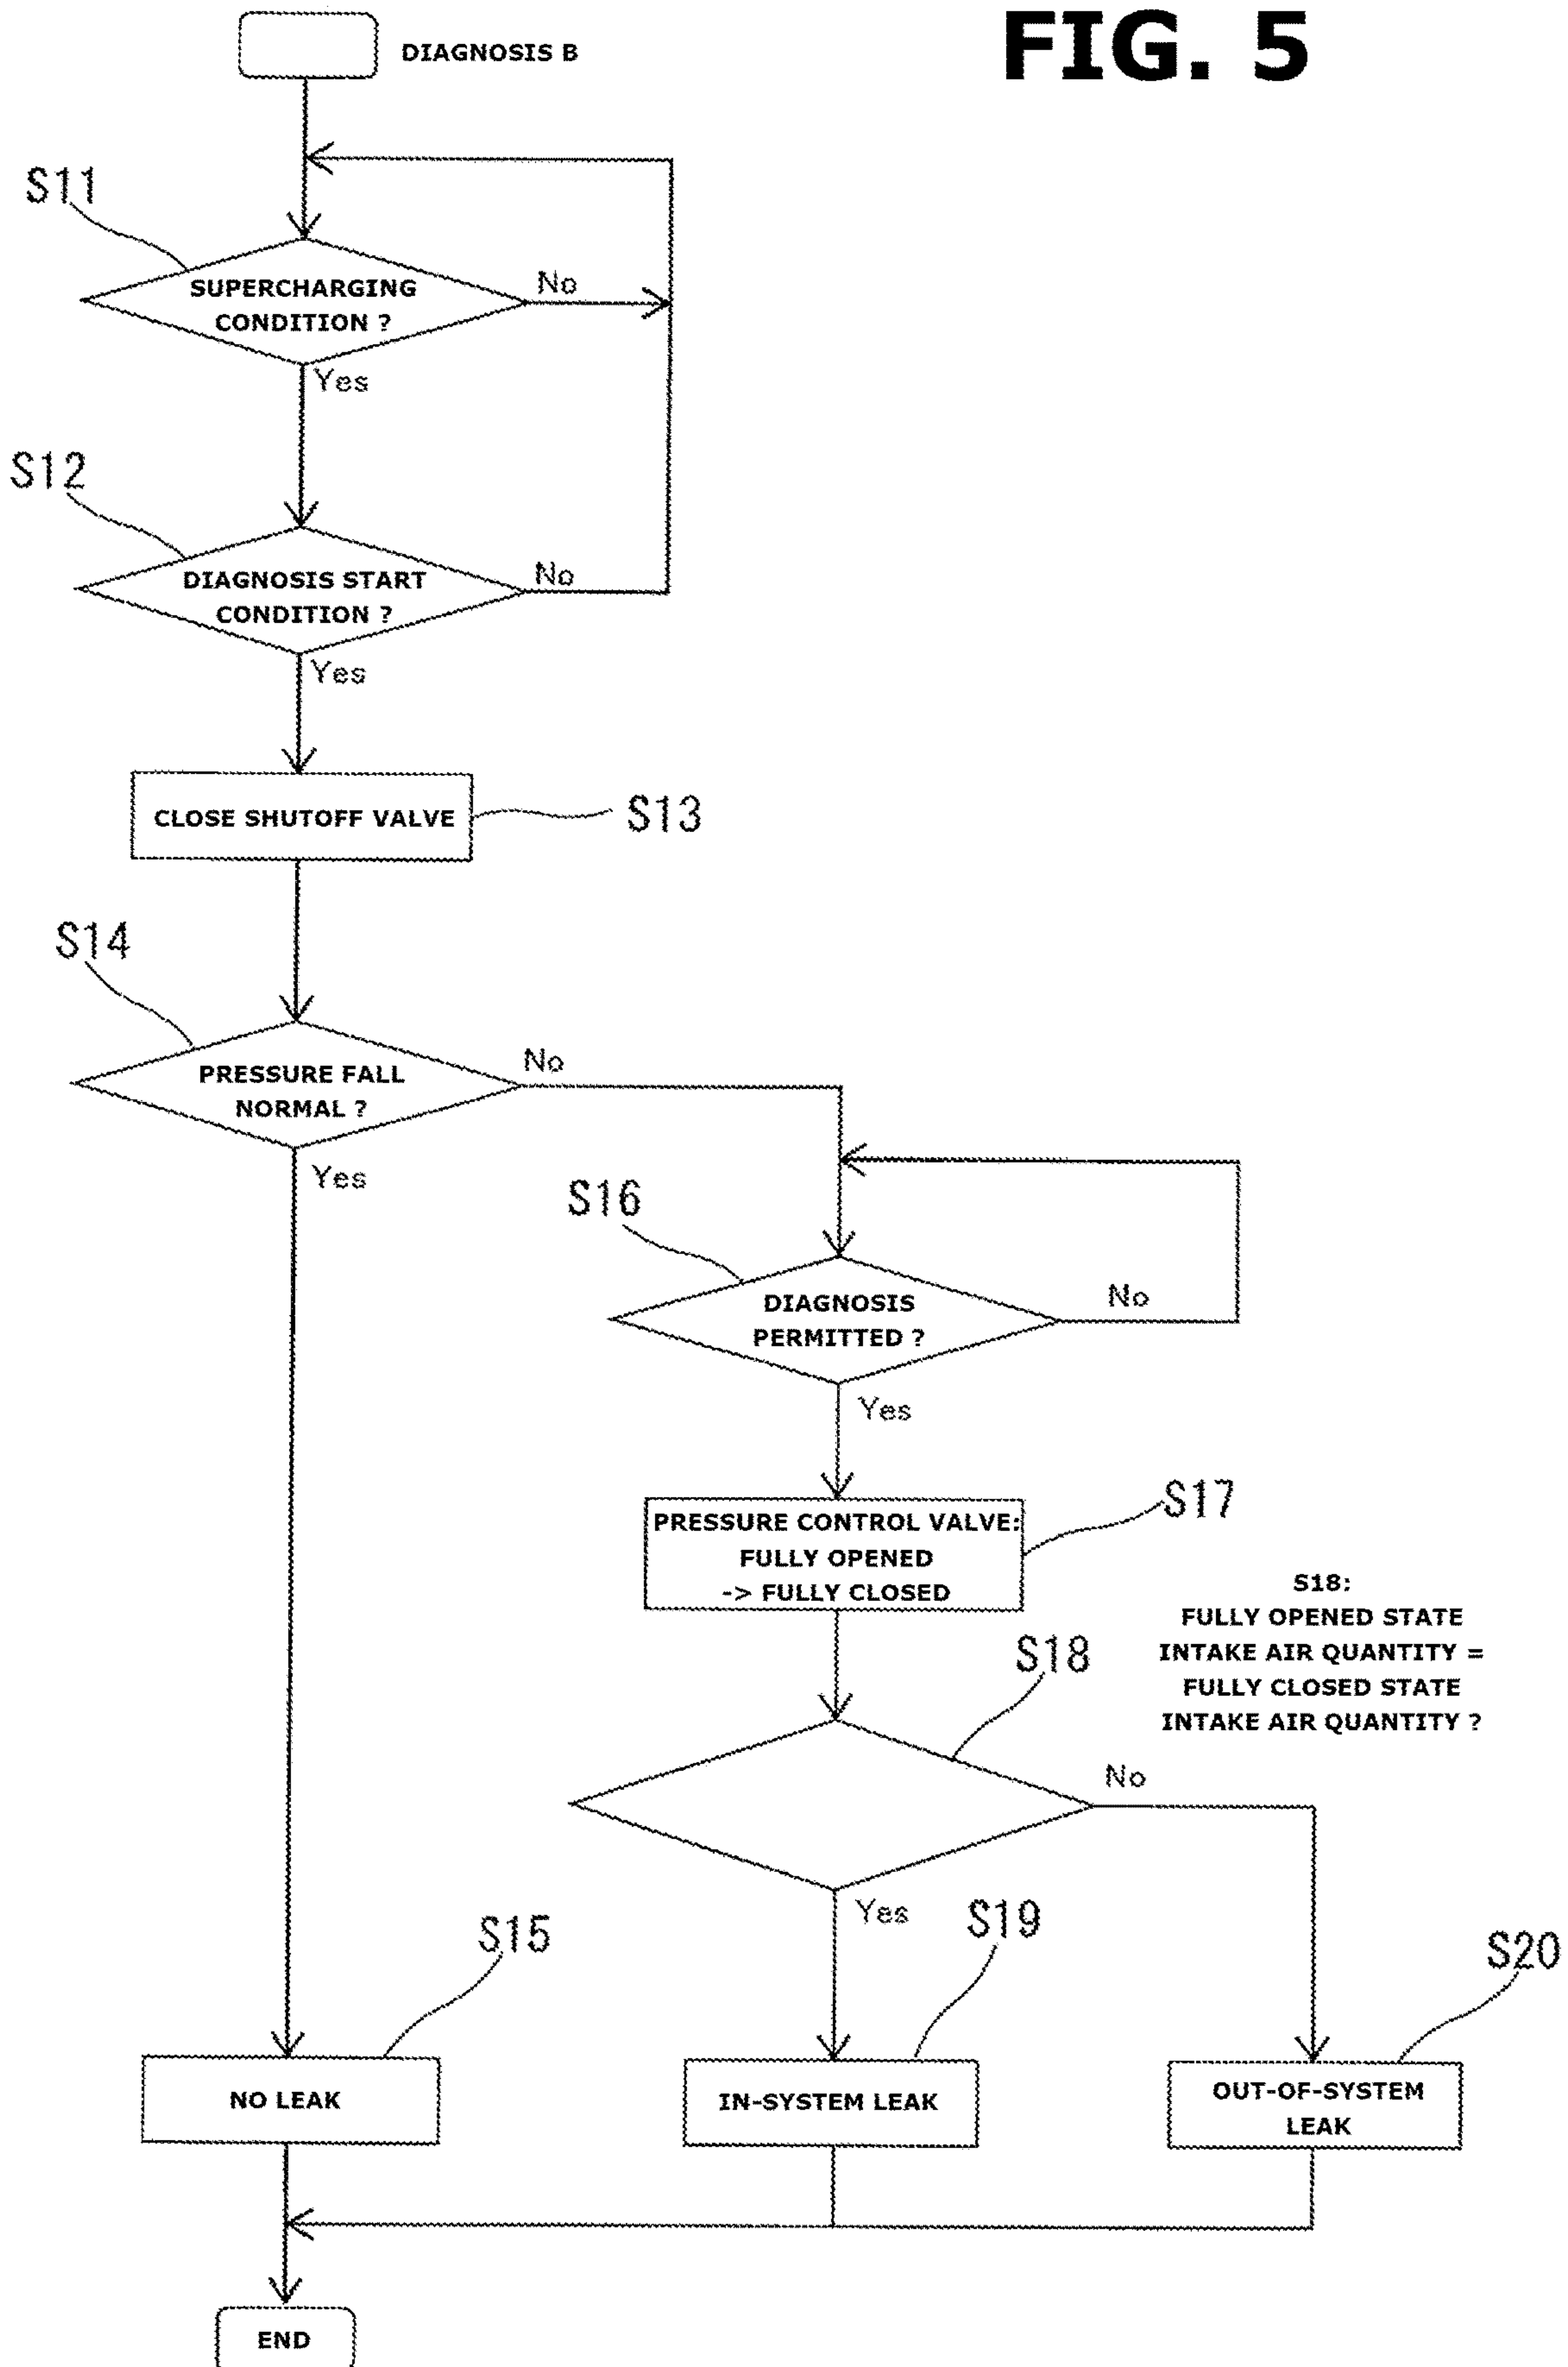 FIG. 5
DIAGNOSIS B
S11
SUPERCHARGING
CONDITION ?
No
Yes
S12
DIAGNOSIS START
CONDITION ?
No
Yes
CLOSE SHUTOFF VALVE
S13
S14
PRESSURE FALL
NORMAL ?
No
Yes
S16
DIAGNOSIS
PERMITTED ?
No
Yes
PRESSURE CONTROL VALVE:
FULLY OPENED
-> FULLY CLOSED
S17
S18:
FULLY OPENED STATE
INTAKE AIR QUANTITY =
FULLY CLOSED STATE
INTAKE AIR QUANTITY ?
S18
No
Yes
S15
NO LEAK
S19
IN-SYSTEM LEAK
S20
OUT-OF-SYSTEM
LEAK
END